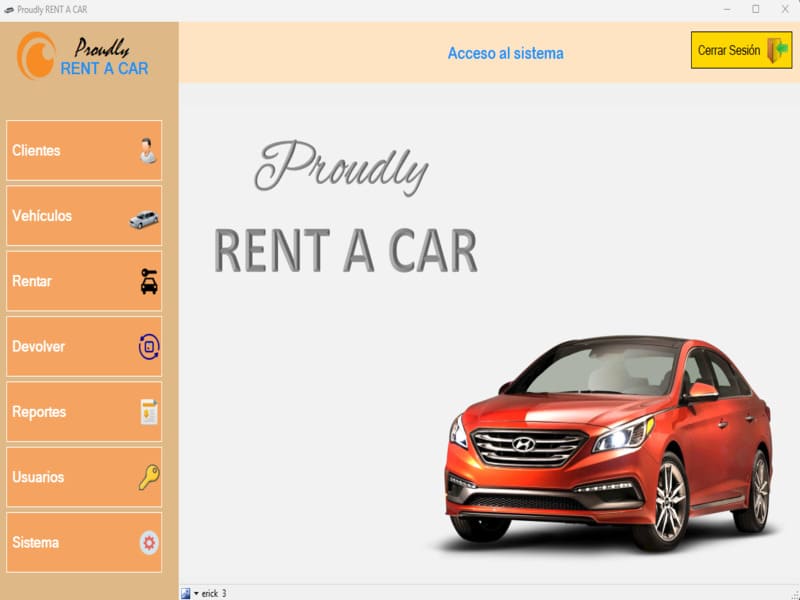 Proudly RENT A CAR
Proudly
RENT A CAR
Acceso al sistema
Cerrar Sesión
Clientes
Vehículos
Rentar
Devolver
Reportes
Usuarios
Sistema
Proudly
RENT A CAR
erick 3